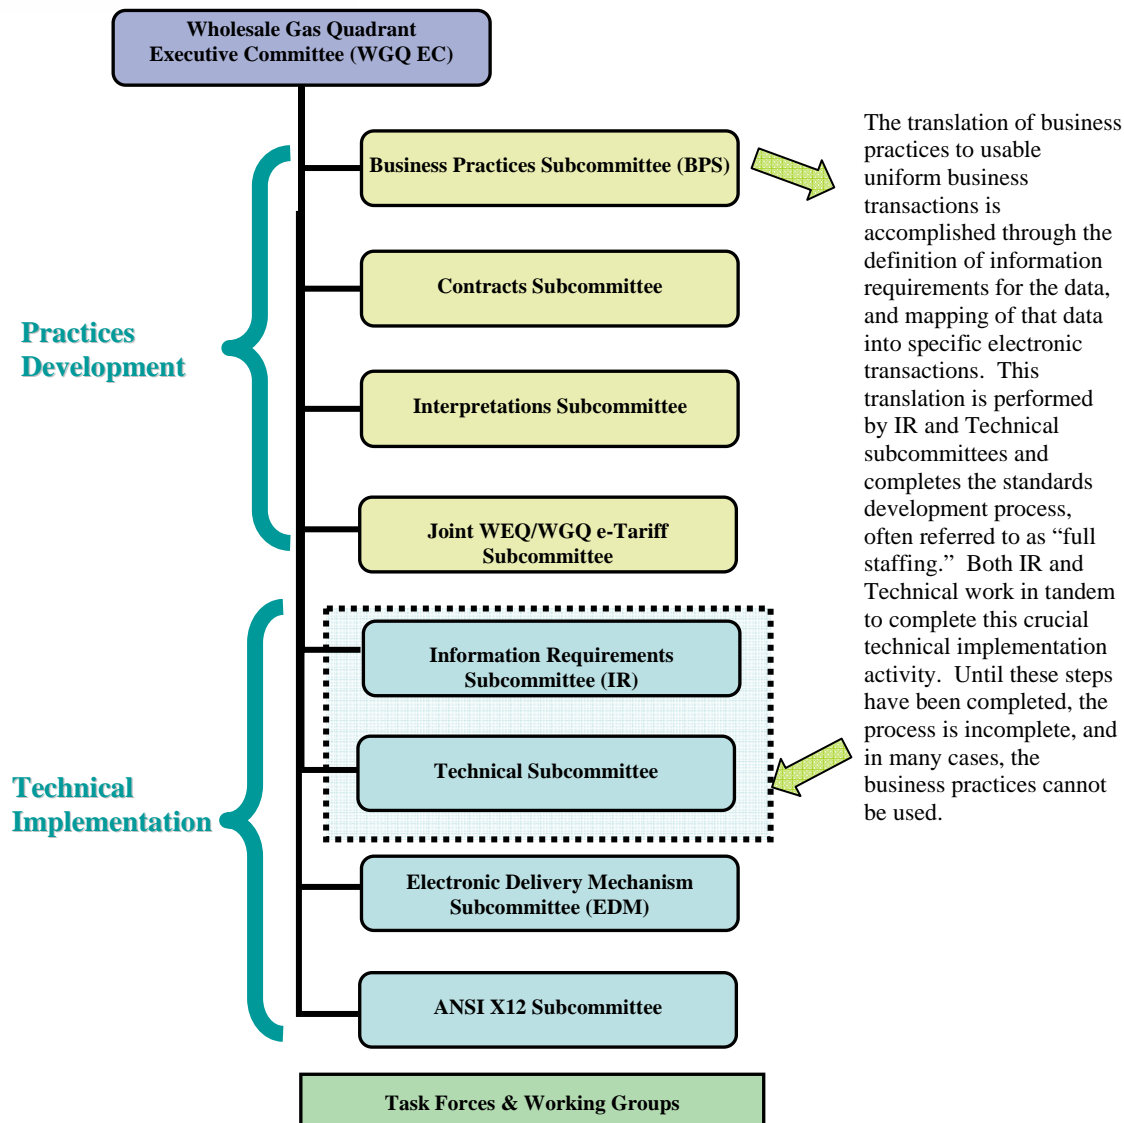 Wholesale Gas Quadrant
Executive Committee (WGQ EC)
Business Practices Subcommittee (BPS)
Contracts Subcommittee
Practices
Development
Interpretations Subcommittee
Joint WEQ/WGQ e-Tariff
Subcommittee
Information Requirements
Subcommittee (IR)
Technical Subcommittee
Technical
Implementation
Electronic Delivery Mechanism
Subcommittee (EDM)
ANSI X12 Subcommittee
Task Forces & Working Groups
The translation of business
practices to usable
uniform business
transactions is
accomplished through the
definition of information
requirements for the data,
and mapping of that data
into specific electronic
transactions.  This
translation is performed
by IR and Technical
subcommittees and
completes the standards
development process,
often referred to as “full
staffing.”  Both IR and
Technical work in tandem
to complete this crucial
technical implementation
activity.  Until these steps
have been completed, the
process is incomplete, and
in many cases, the
business practices cannot
be used.